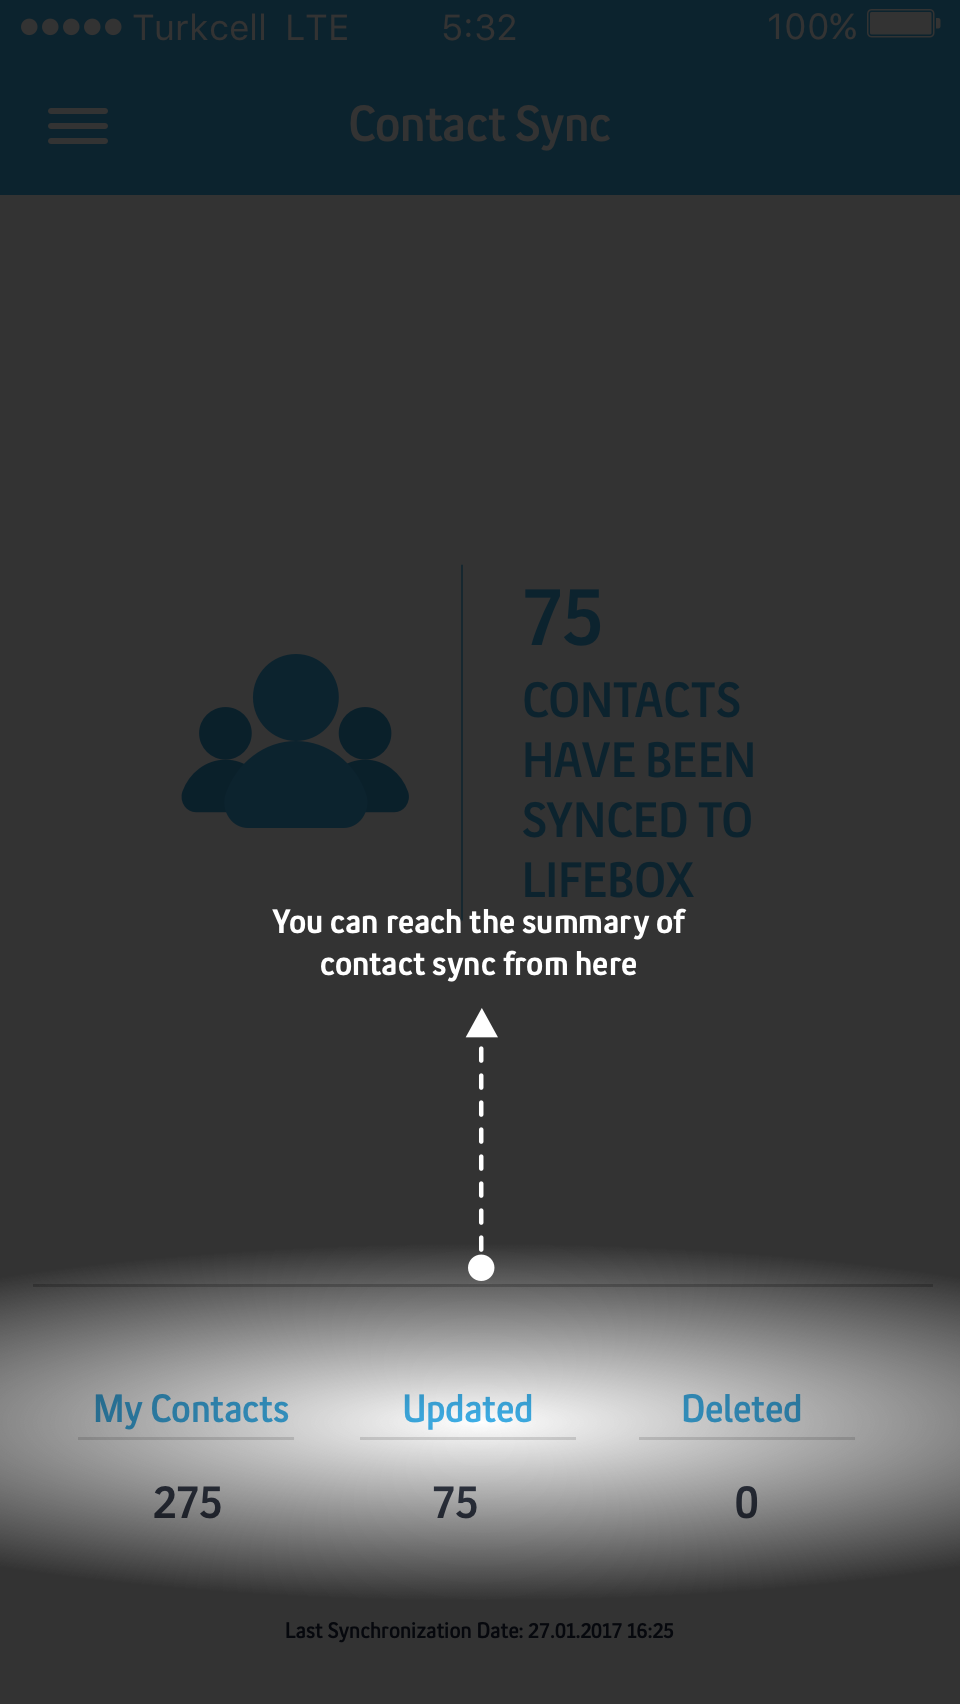 Turkcell LTE 5:32 100%
Contact Sync
75
CONTACTS
HAVE BEEN
SYNCED TO
LIFEBOX
You can reach the summary of
contact sync from here
My Contacts Updated Deleted
275 75 0
Last Synchronization Date: 27.01.2017 16:25